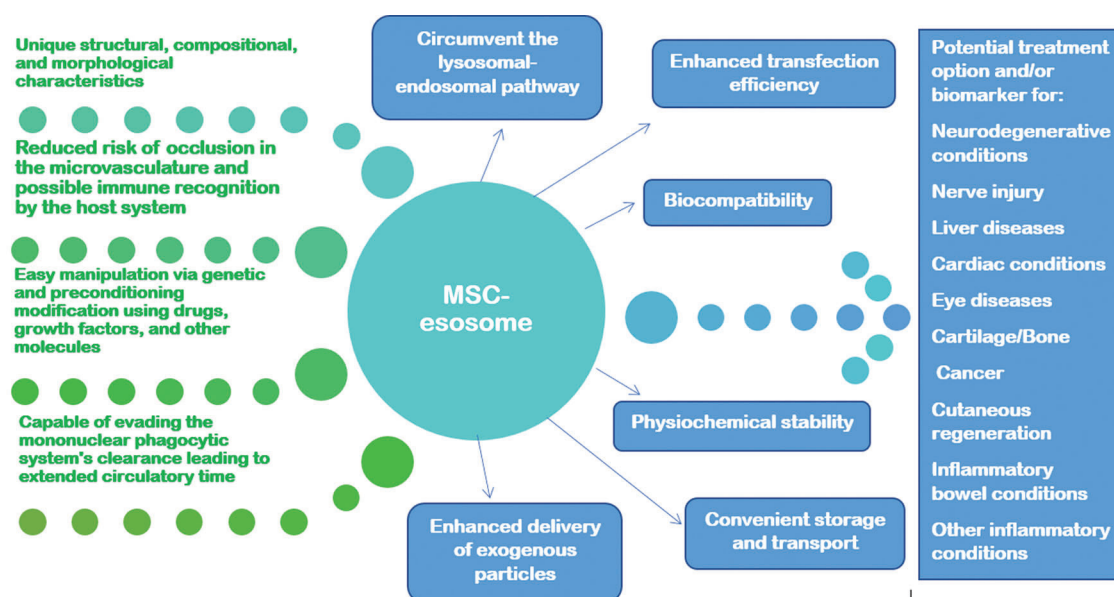 Unique structural, compositional,
and morphological
characteristics
Reduced risk of occlusion in
the microvasculature and
possible immune recognition
by the host system
Easy manipulation via genetic
and preconditioning
modification using drugs,
growth factors, and other
molecules
Capable of evading the
mononuclear phagocytic
system's clearance leading to
extended circulatory time
MSC-
esosome
Circumvent the
lysosomal-
endosomal pathway
Enhanced transfection
efficiency
Biocompatibility
Physiochemical stability
Convenient storage
and transport
Enhanced delivery
of exogenous
particles
Potential treatment
option and/or
biomarker for:
Neurodegenerative
conditions
Nerve injury
Liver diseases
Cardiac conditions
Eye diseases
Cartilage/Bone
Cancer
Cutaneous
regeneration
Inflammatory
bowel conditions
Other inflammatory
conditions